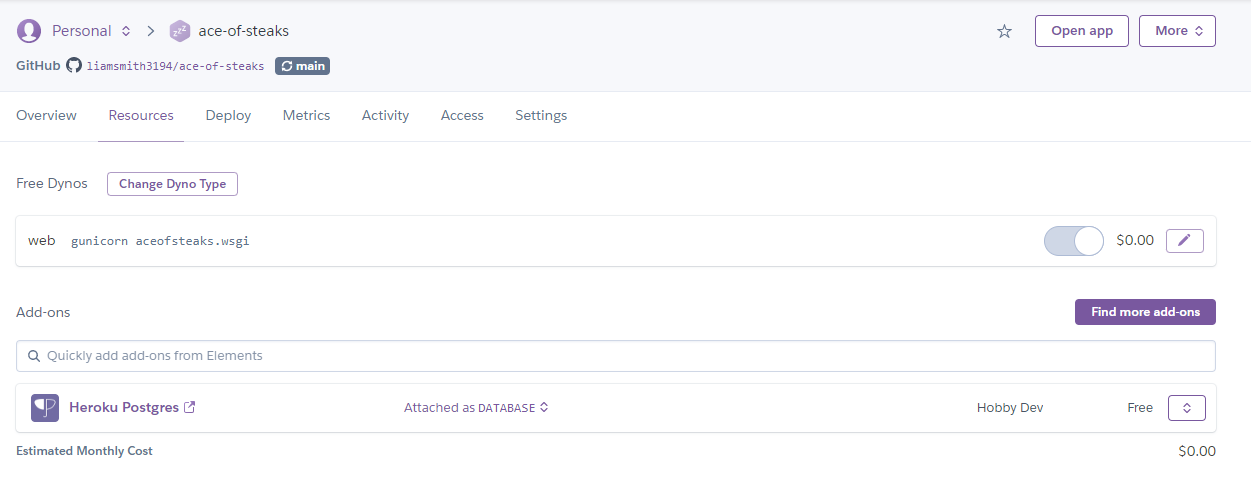 Personal ace-of-steaks Open app More
GitHub liamsmith3194/ace-of-steaks main
Overview Resources Deploy Metrics Activity Access Settings
Free Dynos Change Dyno Type
web gunicorn aceofsteaks.wsgi $0.00
Add-ons Find more add-ons
Quickly add add-ons from Elements
Heroku Postgres Attached as DATABASE Hobby Dev Free
Estimated Monthly Cost $0.00